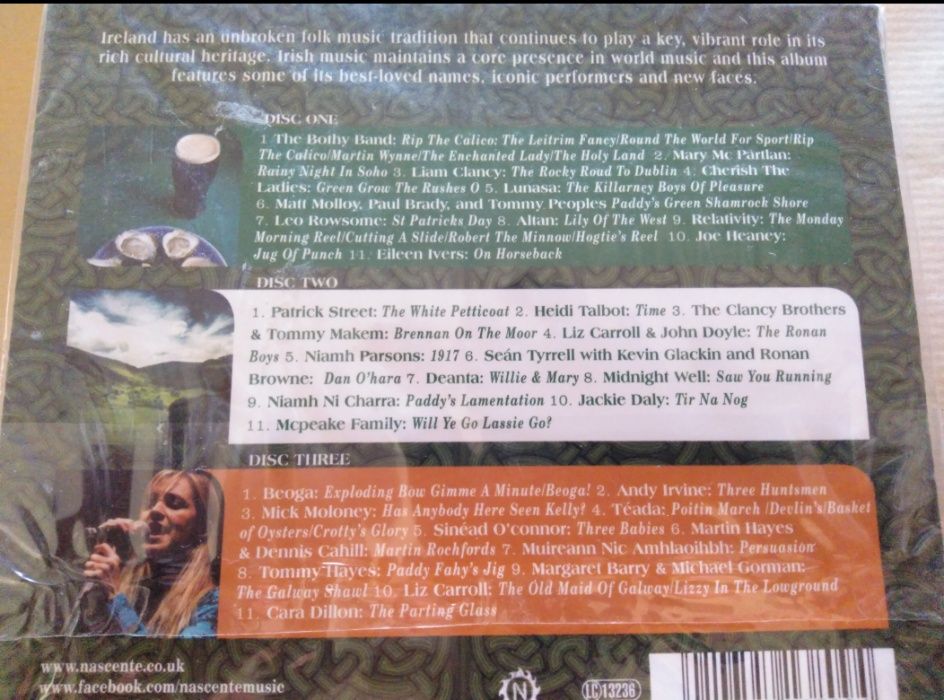 Ireland has an unbroken folk music tradition that continues to play a key, vibrant role in its
rich cultural heritage. Irish music maintains a core presence in world music and this album
features some of its best-loved names, iconic performers and new faces.
DISC ONE
1 The Bothy Band: Rip The Calico: The Leitrim Fancy/Round The World For Sport/Rip
The Calico/Martin Wynne/The Enchanted Lady/The Holy Land 2. Mary Mc Partlan:
Rainy Night In Soho 3. Liam Clancy: The Rocky Road To Dublin 4. Cherish The
Ladies: Green Grow The Rushes O 5. Lunasa: The Killarney Boys Of Pleasure
6. Matt Molloy, Paul Brady, and Tommy Peoples Paddy's Green Shamrock Shore
7. Leo Rowsome: St Patricks Day 8. Altan: Lily Of The West 9. Relativity: The Monday
Morning Reel/Cutting A Slide/Robert The Minnow/Hogtie's Reel 10. Joe Heaney:
Jug Of Punch 11. Eileen Ivers: On Horseback
DISC TWO
1. Patrick Street: The White Petticoat 2. Heidi Talbot: Time 3. The Clancy Brothers
& Tommy Makem: Brennan On The Moor 4. Liz Carroll & John Doyle: The Ronan
Boys 5. Niamh Parsons: 1917 6. Seán Tyrrell with Kevin Glackin and Ronan
Browne: Dan O'hara 7. Deanta: Willie & Mary 8. Midnight Well: Saw You Running
9. Niamh Ni Charra: Paddy's Lamentation 10. Jackie Daly: Tir Na Nog
11. Mcpeake Family: Will Ye Go Lassie Go?
DISC THREE
1. Beoga: Exploding Bow Gimme A Minute/Beoga! 2. Andy Irvine: Three Huntsmen
3. Mick Moloney: Has Anybody Here Seen Kelly? 4. Téada: Poitin March /Devlin's/Basket
of Oysters/Crotty's Glory 5. Sinéad O'connor: Three Babies 6. Martin Hayes
& Dennis Cahill: Martin Rochfords 7. Muireann Nic Amhlaoibhh: Persuasion
8. Tommy Hayes: Paddy Fahy's Jig 9. Margaret Barry & Michael Gorman:
The Galway Shawl 10. Liz Carroll: The Old Maid Of Galway/Lizzy In The Lowground
11. Cara Dillon: The Parting Glass
www.nascente.co.uk
www.facebook.com/nascentemusic
N
LC 13236